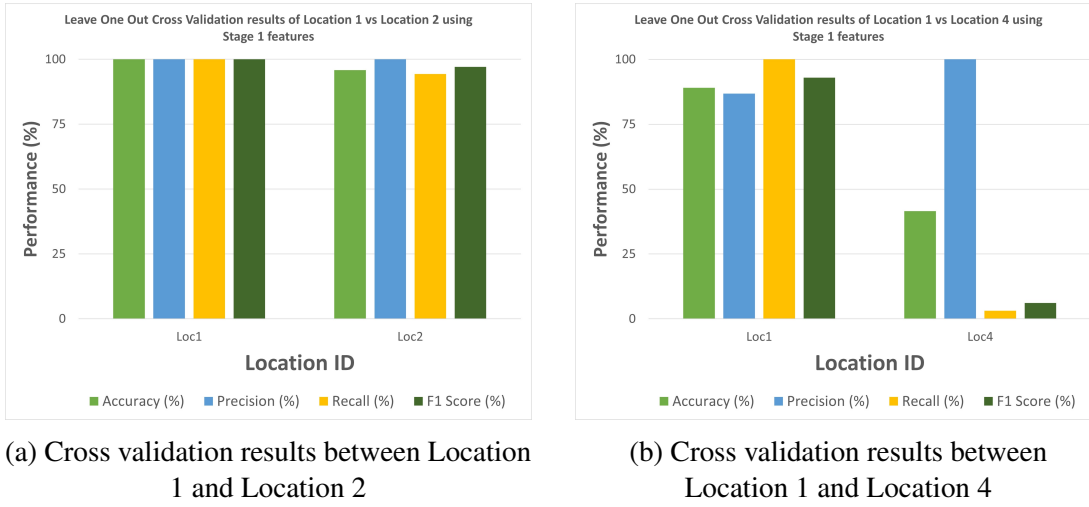 Leave One Out Cross Validation results of Location 1 vs Location 2 using
Stage 1 features
100
75
50
25
0
Performance (%)
Loc1
Loc2
Location ID
Accuracy (%)
Precision (%)
Recall (%)
F1 Score (%)
(a) Cross validation results between Location
1 and Location 2
Leave One Out Cross Validation results of Location 1 vs Location 4 using
Stage 1 features
100
75
50
25
0
Performance (%)
Loc1
Loc4
Location ID
Accuracy (%)
Precision (%)
Recall (%)
F1 Score (%)
(b) Cross validation results between
Location 1 and Location 4